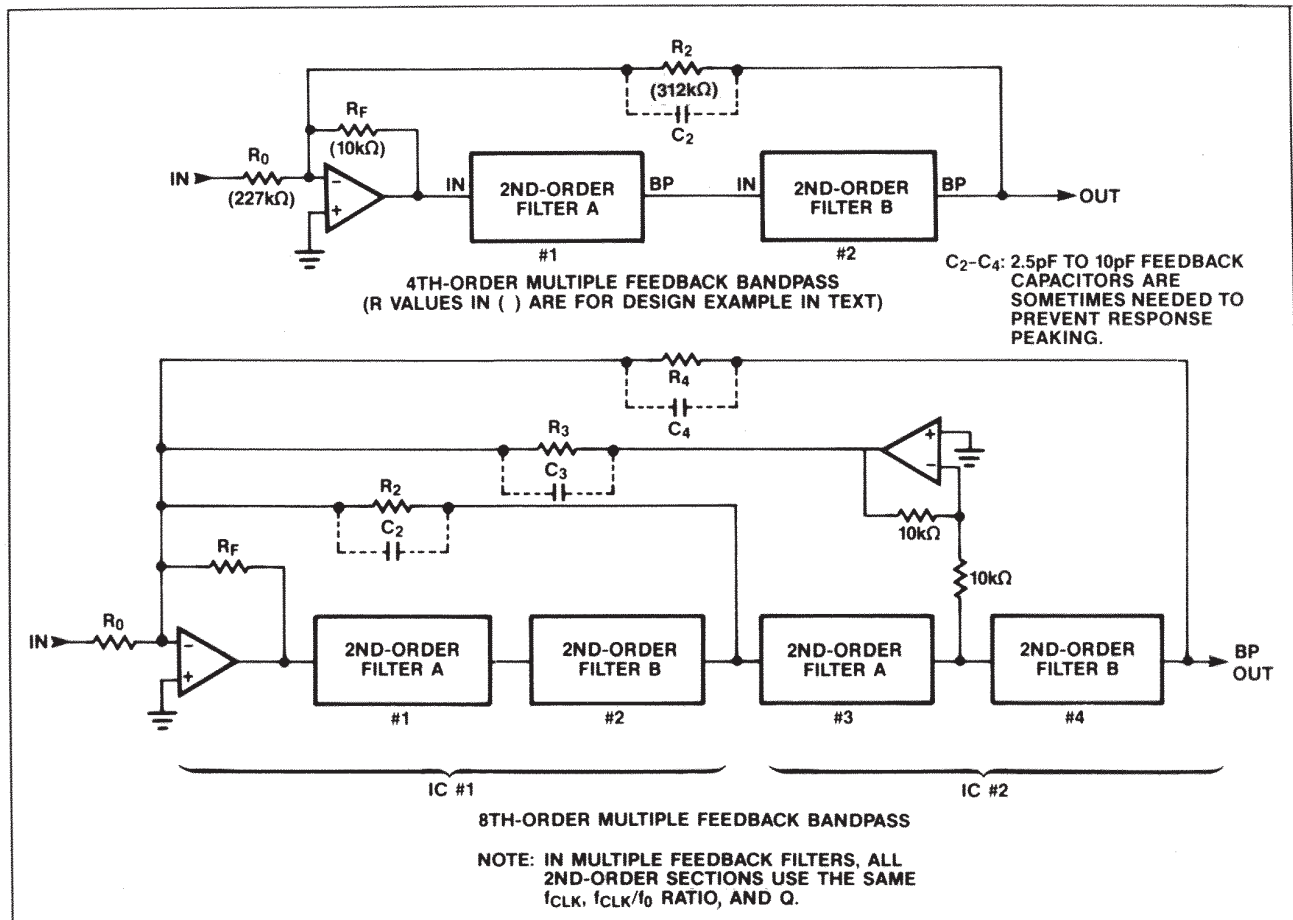 R2
(312kΩ)
C2
RF
(10kΩ)
R0
IN
(227kΩ)
−
+
IN
2ND-ORDER
FILTER A
#1
BP
IN
2ND-ORDER
FILTER B
#2
BP
OUT
4TH-ORDER MULTIPLE FEEDBACK BANDPASS
(R VALUES IN ( ) ARE FOR DESIGN EXAMPLE IN TEXT)
C2–C4: 2.5pF TO 10pF FEEDBACK
CAPACITORS ARE
SOMETIMES NEEDED TO
PREVENT RESPONSE
PEAKING.
R4
C4
R3
C3
+
−
R2
C2
10kΩ
10kΩ
RF
R0
IN
−
+
2ND-ORDER
FILTER A
#1
2ND-ORDER
FILTER B
#2
2ND-ORDER
FILTER A
#3
2ND-ORDER
FILTER B
#4
BP
OUT
IC #1
IC #2
8TH-ORDER MULTIPLE FEEDBACK BANDPASS
NOTE: IN MULTIPLE FEEDBACK FILTERS, ALL
2ND-ORDER SECTIONS USE THE SAME
fCLK, fCLK/f0 RATIO, AND Q.